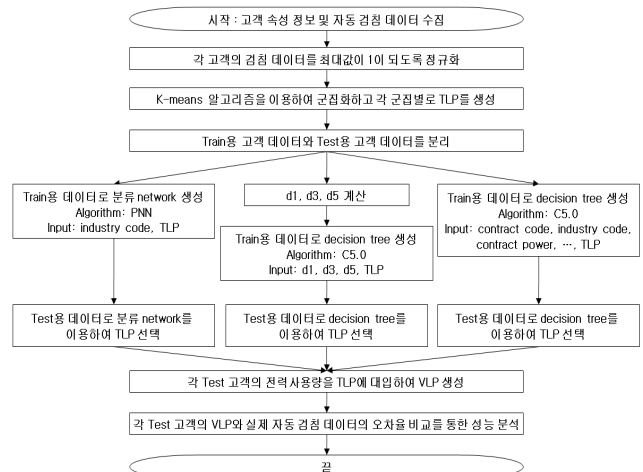 시작 : 고객 속성 정보 및 자동 검침 데이터 수집
각 고객의 검침 데이터를 최대값이 1이 되도록 정규화
K-means 알고리즘을 이용하여 군집화하고 각 군집별로 TLP를 생성
Train용 고객 데이터와 Test용 고객 데이터를 분리
Train용 데이터로 분류 network 생성
Algorithm: PNN
Input: industry code, TLP
d1, d3, d5 계산
Train용 데이터로 decision tree 생성
Algorithm: C5.0
Input: d1, d3, d5, TLP
Train용 데이터로 decision tree 생성
Algorithm: C5.0
Input: contract code, industry code,
contract power, …, TLP
Test용 데이터로 분류 network를
이용하여 TLP 선택
Test용 데이터로 decision tree를
이용하여 TLP 선택
Test용 데이터로 decision tree를
이용하여 TLP 선택
각 Test 고객의 전력 사용량을 TLP에 대입하여 VLP 생성
각 Test 고객의 VLP와 실제 자동 검침 데이터의 오차율 비교를 통한 성능 분석
끝